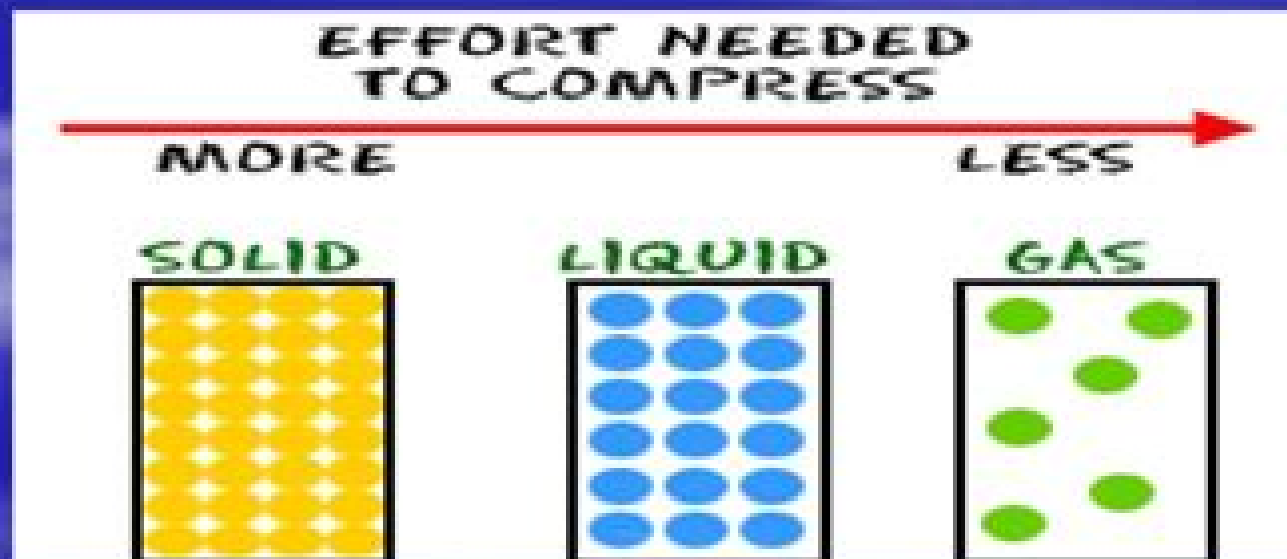 EFFORT NEEDED
TO COMPRESS
MORE LESS
SOLID LIQUID GAS